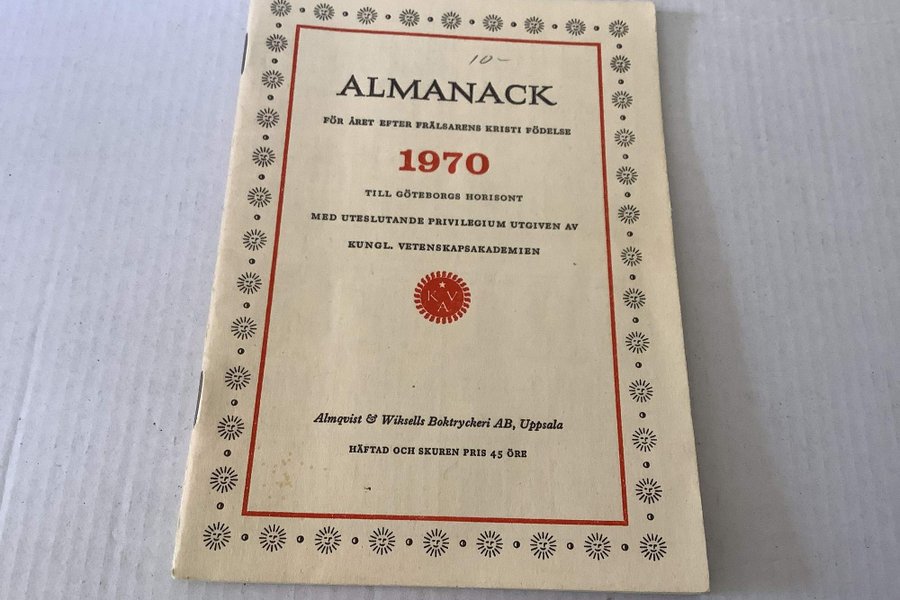 10-
ALMANACK
FÖR ÅRET EFTER FRÄLSARENS KRISTI FÖDELSE
1970
TILL GÖTEBORGS HORISONT
MED UTESLUTANDE PRIVILEGIUM UTGIVEN AV
KUNGL. VETENSKAPSAKADEMIEN
KVA
Almqvist & Wiksells Boktryckeri AB, Uppsala
HÄFTAD OCH SKUREN PRIS 45 ÖRE